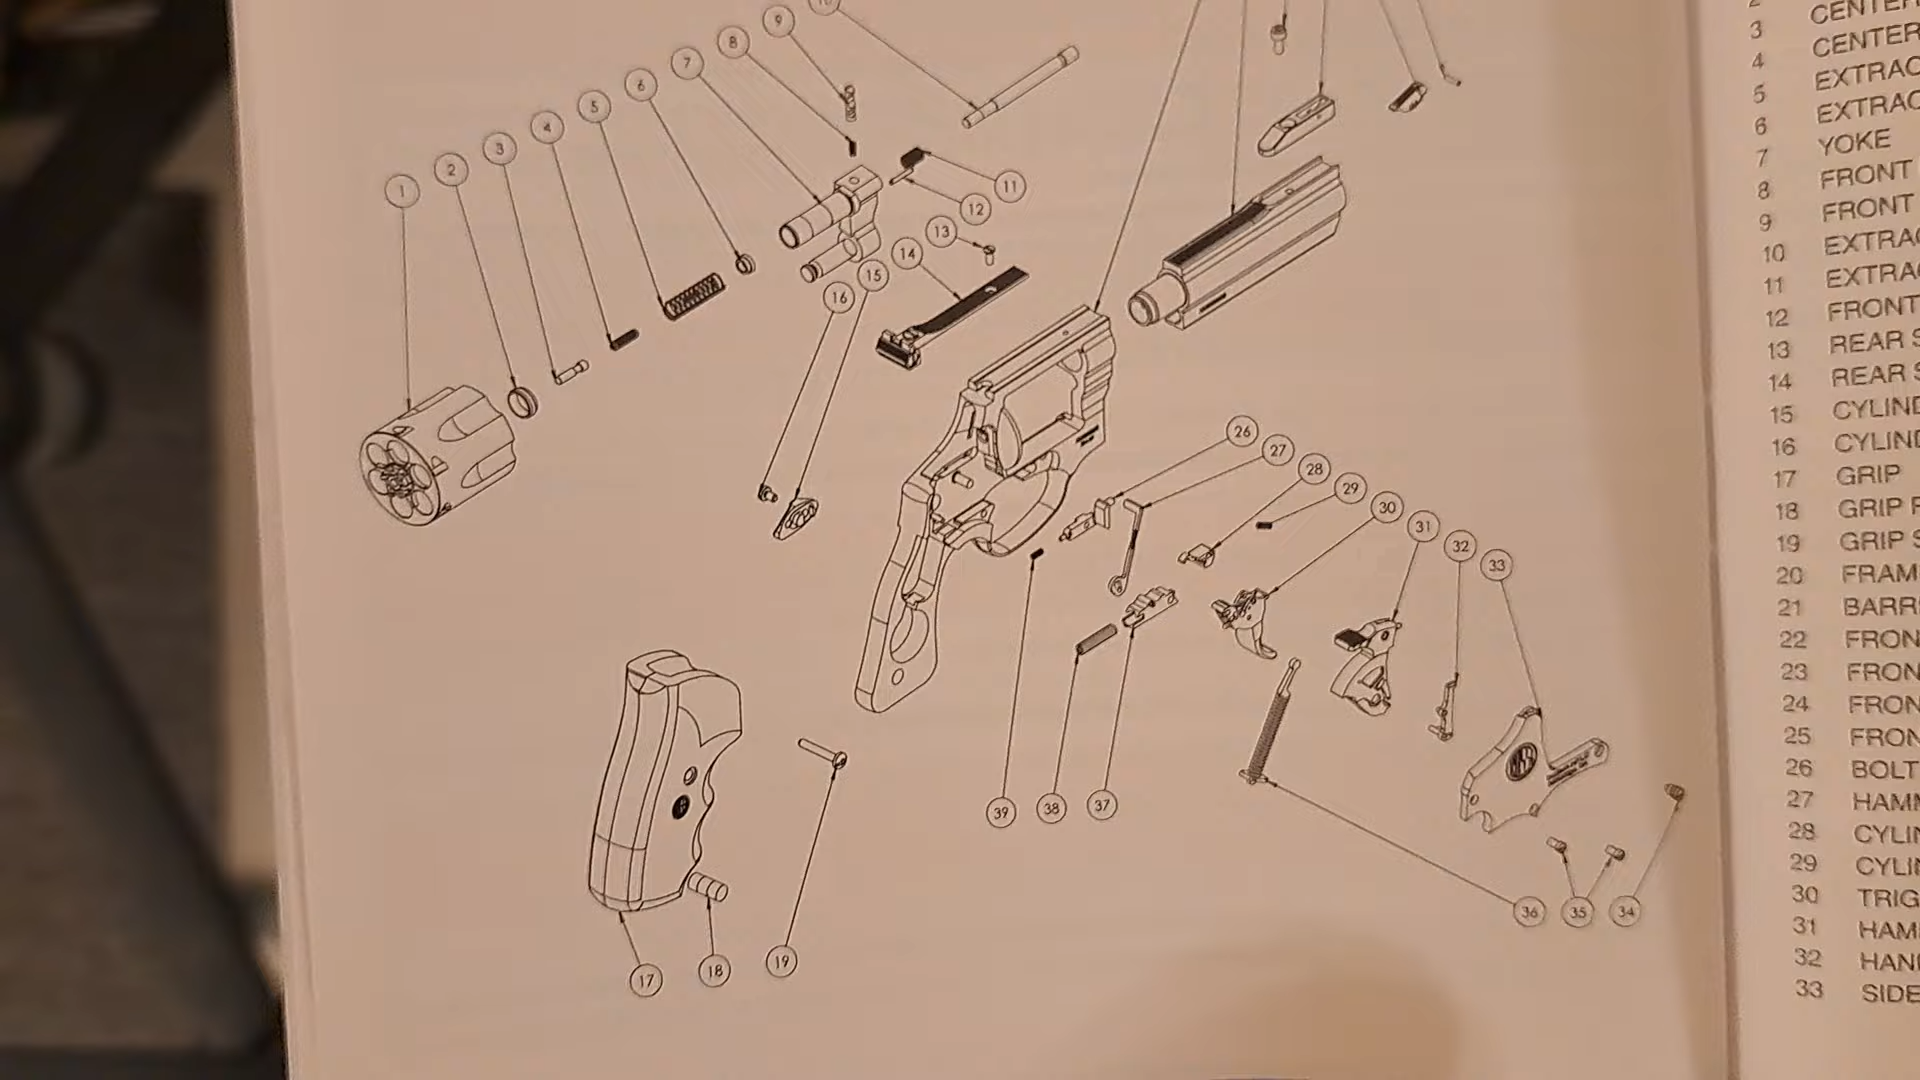 10
9
8
7
6
5
4
3
2
1
11
12
13
14
15
16
26
27
28
29
30
31
32
33
39
38
37
36
35
34
17
18
19
2
3 CENTER
4 CENTER
5 EXTRAC
6 EXTRAC
7 YOKE
8 FRONT
9 FRONT
10 EXTRAC
11 EXTRAC
12 FRONT
13 REAR S
14 REAR S
15 CYLIND
16 CYLIND
17 GRIP
18 GRIP P
19 GRIP S
20 FRAM
21 BARR
22 FRON
23 FRON
24 FRON
25 FRON
26 BOLT
27 HAMM
28 CYLIN
29 CYLIN
30 TRIG
31 HAM
32 HAN
33 SIDE